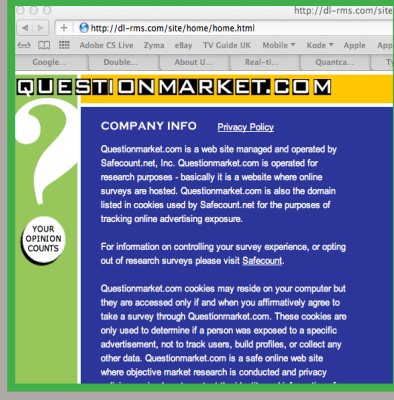 http://dl-rms.com/site
http://dl-rms.com/site/home/home.html
Adobe CS Live Zyma eBay TV Guide UK Mobile ▼ Kode ▼ Apple App
Google... Double... About U... Real-ti... Quantca... Ty
QUESTIONMARKET.COM
COMPANY INFO Privacy Policy
Questionmarket.com is a web site managed and operated by
Safecount.net, Inc. Questionmarket.com is operated for
research purposes - basically it is a website where online
surveys are hosted. Questionmarket.com is also the domain
listed in cookies used by Safecount.net for the purposes of
tracking online advertising exposure.
YOUR
OPINION
COUNTS
For information on controlling your survey experience, or opting
out of research surveys please visit Safecount.
Questionmarket.com cookies may reside on your computer but
they are accessed only if and when you affirmatively agree to
take a survey through Questionmarket.com. These cookies are
only used to determine if a person was exposed to a specific
advertisement, not to track users, build profiles, or collect any
other data. Questionmarket.com is a safe online web site
where objective market research is conducted and privacy